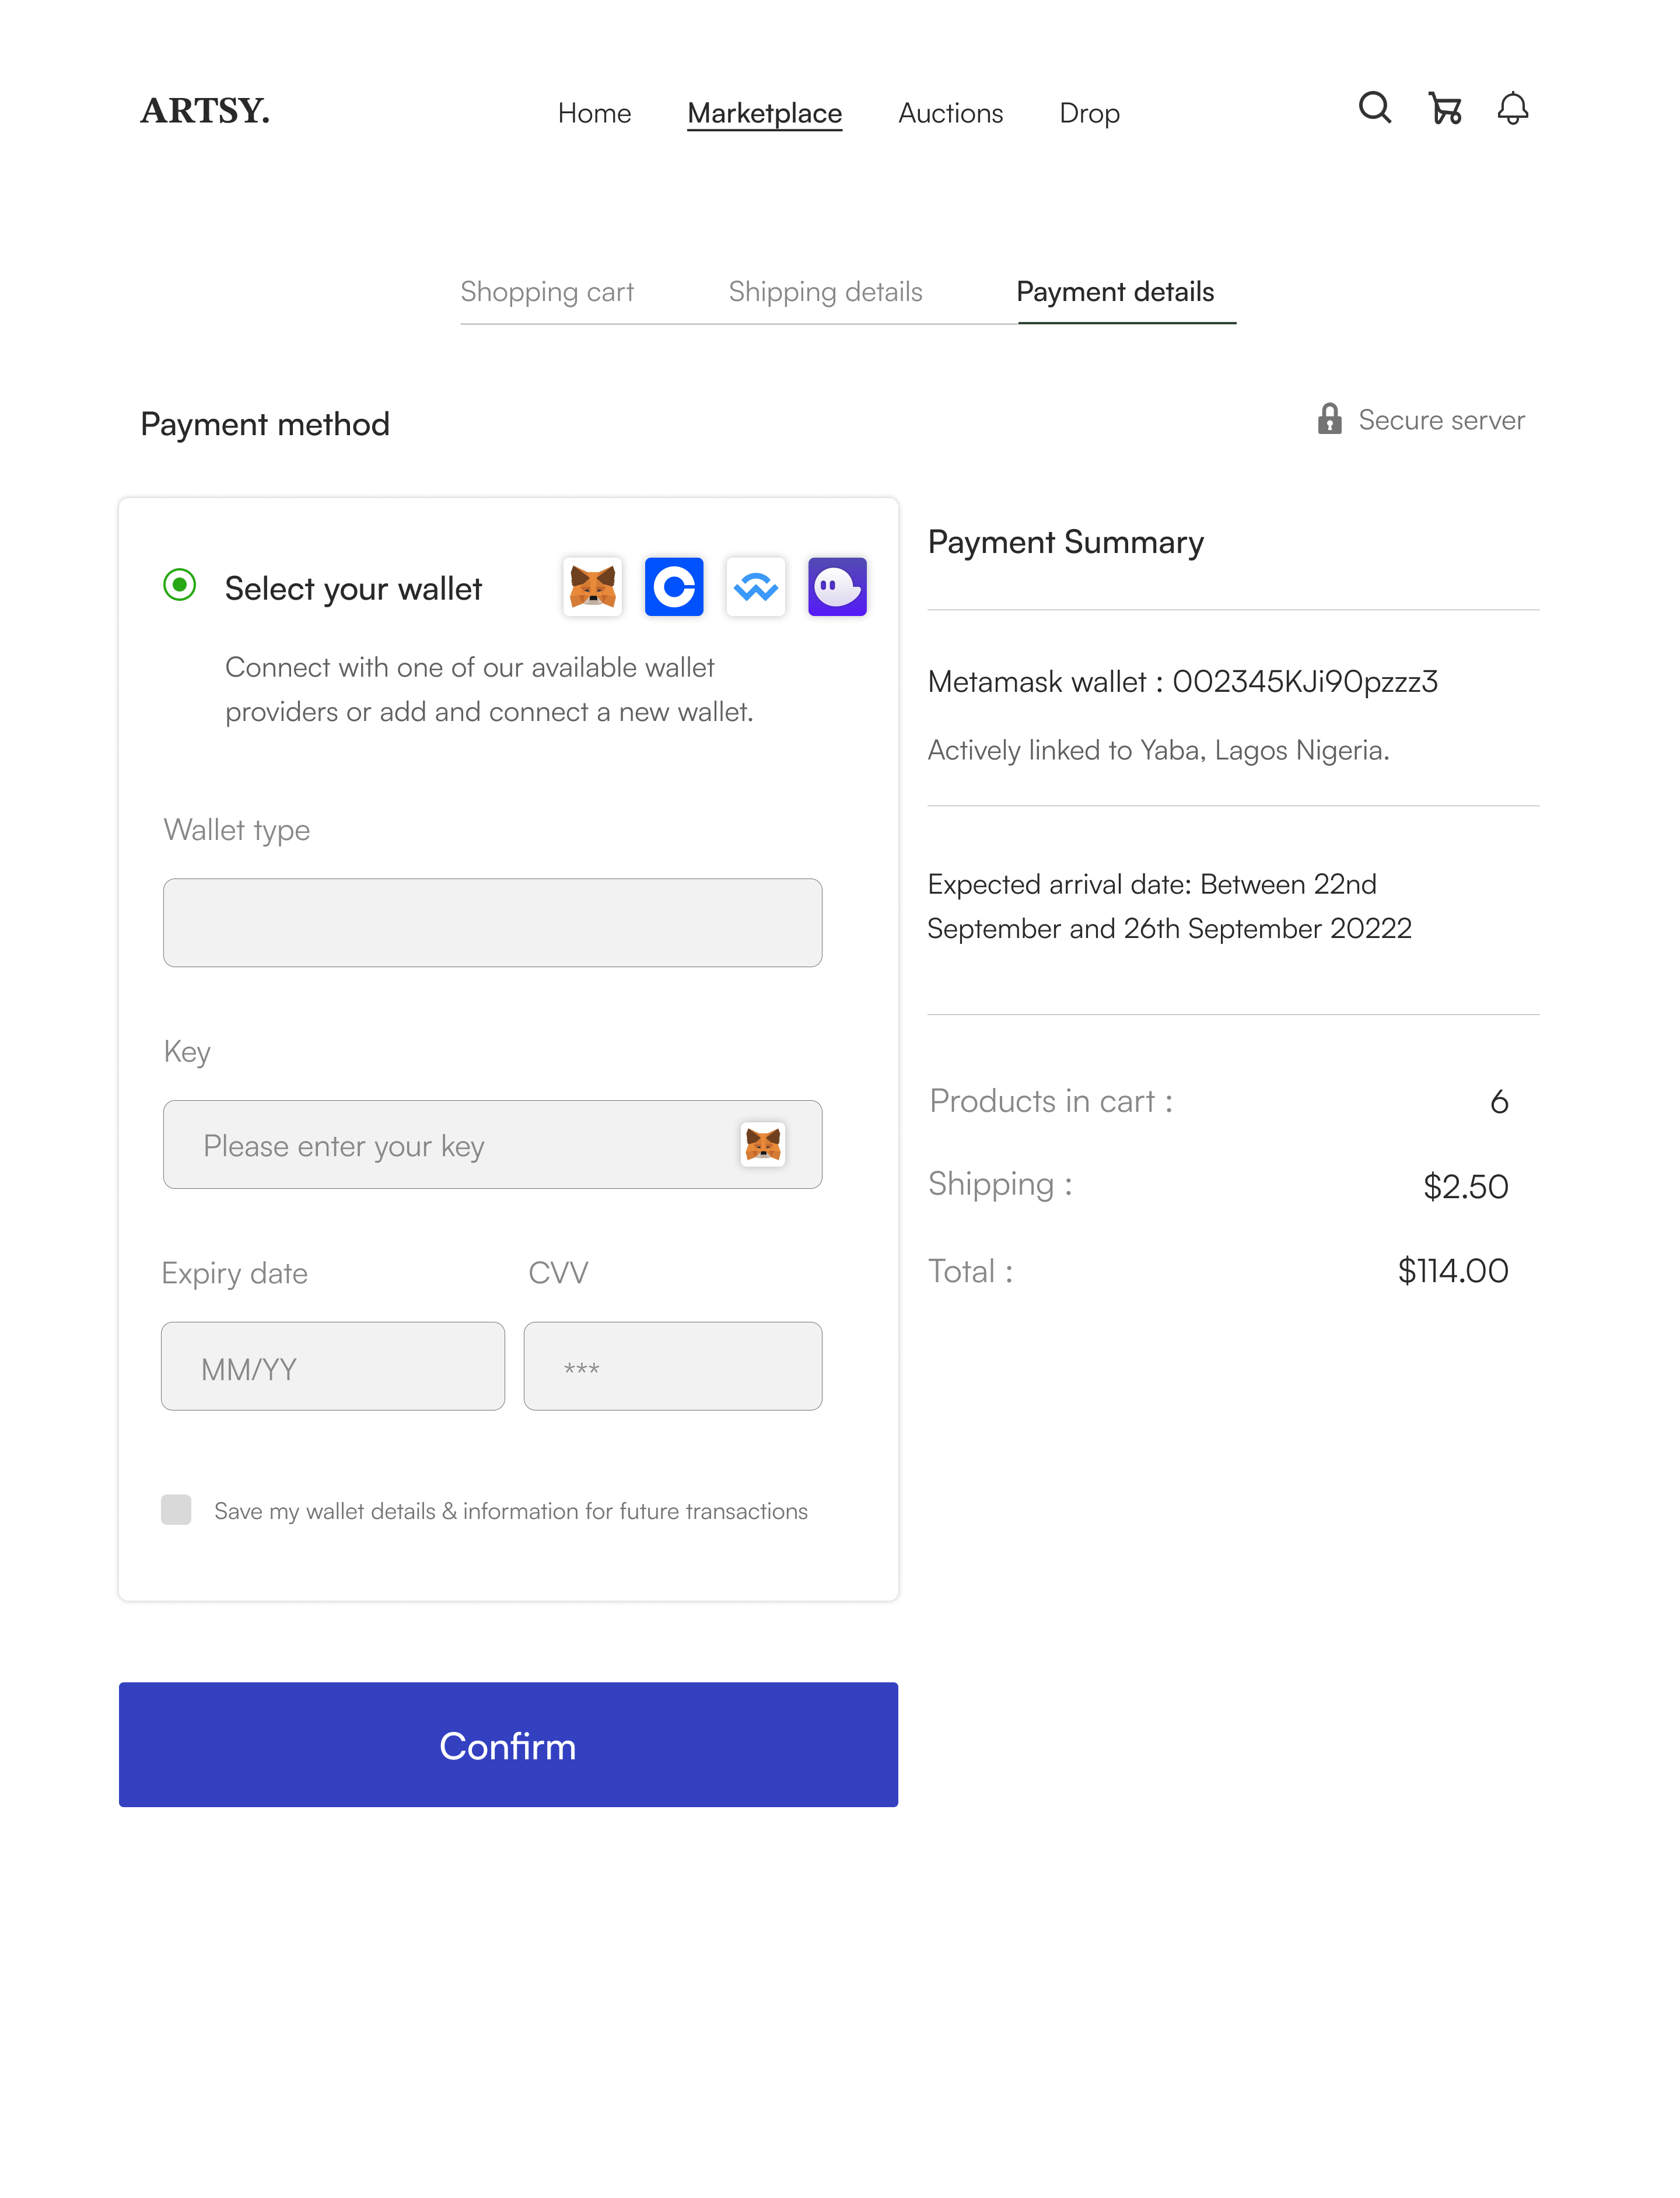 ARTSY.
Home Marketplace Auctions Drop
Shopping cart Shipping details Payment details
Payment method
Secure server
Select your wallet
Connect with one of our available wallet
providers or add and connect a new wallet.
Wallet type
Key
Please enter your key
Expiry date CVV
MM/YY ***
Save my wallet details & information for future transactions
Confirm
Payment Summary
Metamask wallet : 002345KJi90pzzz3
Actively linked to Yaba, Lagos Nigeria.
Expected arrival date: Between 22nd
September and 26th September 20222
Products in cart : 6
Shipping : $2.50
Total : $114.00